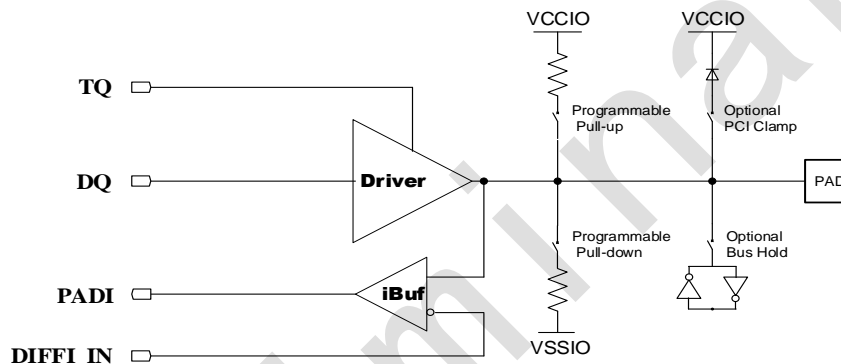 VCCIO
VCCIO
TQ
Programmable
Pull-up
Optional
PCI Clamp
DQ
Driver
PAD
Programmable
Pull-down
Optional
Bus Hold
PADI
iBuf
VSSIO
DIFFI_IN